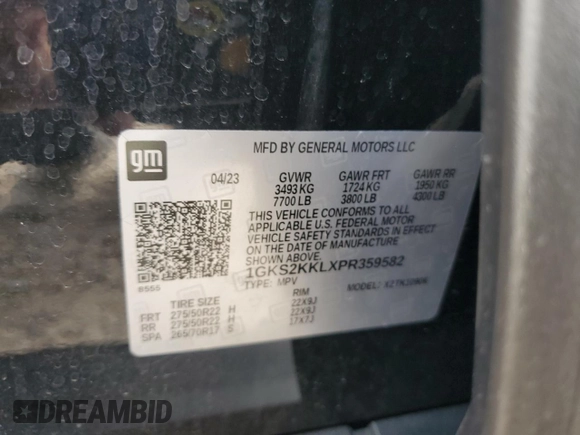 gm
MFD BY GENERAL MOTORS LLC
04/23 GVWR GAWR FRT GAWR RR
3493 KG 1724 KG 1950 KG
7700 LB 3800 LB 4300 LB
THIS VEHICLE CONFORMS TO ALL
APPLICABLE U.S. FEDERAL MOTOR
VEHICLE SAFETY STANDARDS IN EFFECT
ON THE DATE OF MANUFACTURE
SHOWN ABOVE.
1GKS2KKLXPR359582
TYPE: MPV
TIRE SIZE RIM
FRT 275/50R22 H 22X9J
RR 275/50R22 H 22X9J
SPA 265/70R17 S 17X7J
DREAMBID